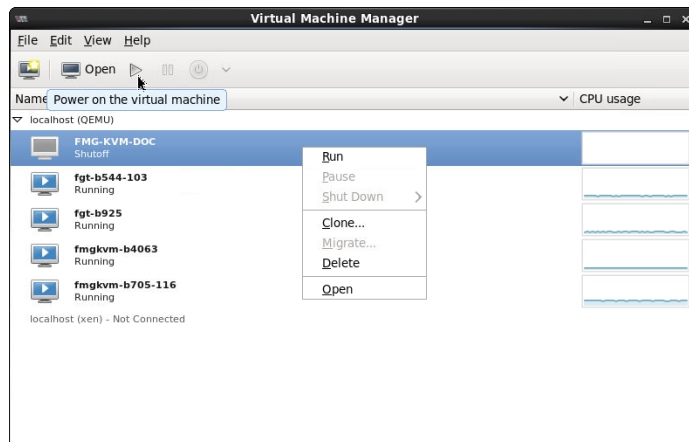 Virtual Machine Manager
File Edit View Help
Open
Name
CPU usage
Power on the virtual machine
localhost (QEMU)
FMG-KVM-DOC
Shutoff
Run
Pause
Shut Down
Clone...
Migrate...
Delete
Open
fgt-b544-103
Running
fgt-b925
Running
fmgkvm-b4063
Running
fmgkvm-b705-116
Running
localhost (xen) - Not Connected